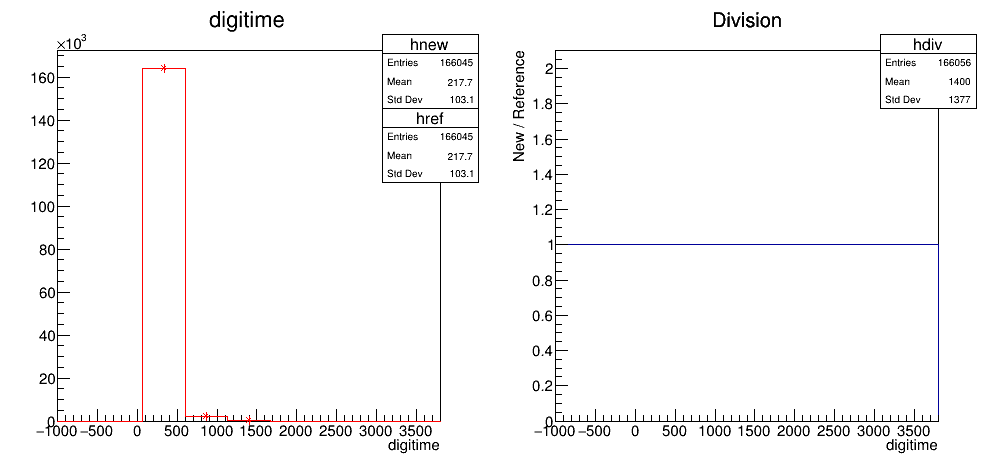 digitime
×10³
160
140
120
100
80
60
40
20
0
−1000 −500 0 500 1000 1500 2000 2500 3000 3500
digitime
hnew
Entries 166045
Mean 217.7
Std Dev 103.1
href
Entries 166045
Mean 217.7
Std Dev 103.1
Division
New / Reference
2
1.8
1.6
1.4
1.2
1
0.8
0.6
0.4
0.2
0
−1000 −500 0 500 1000 1500 2000 2500 3000 3500
digitime
hdiv
Entries 166056
Mean 1400
Std Dev 1377